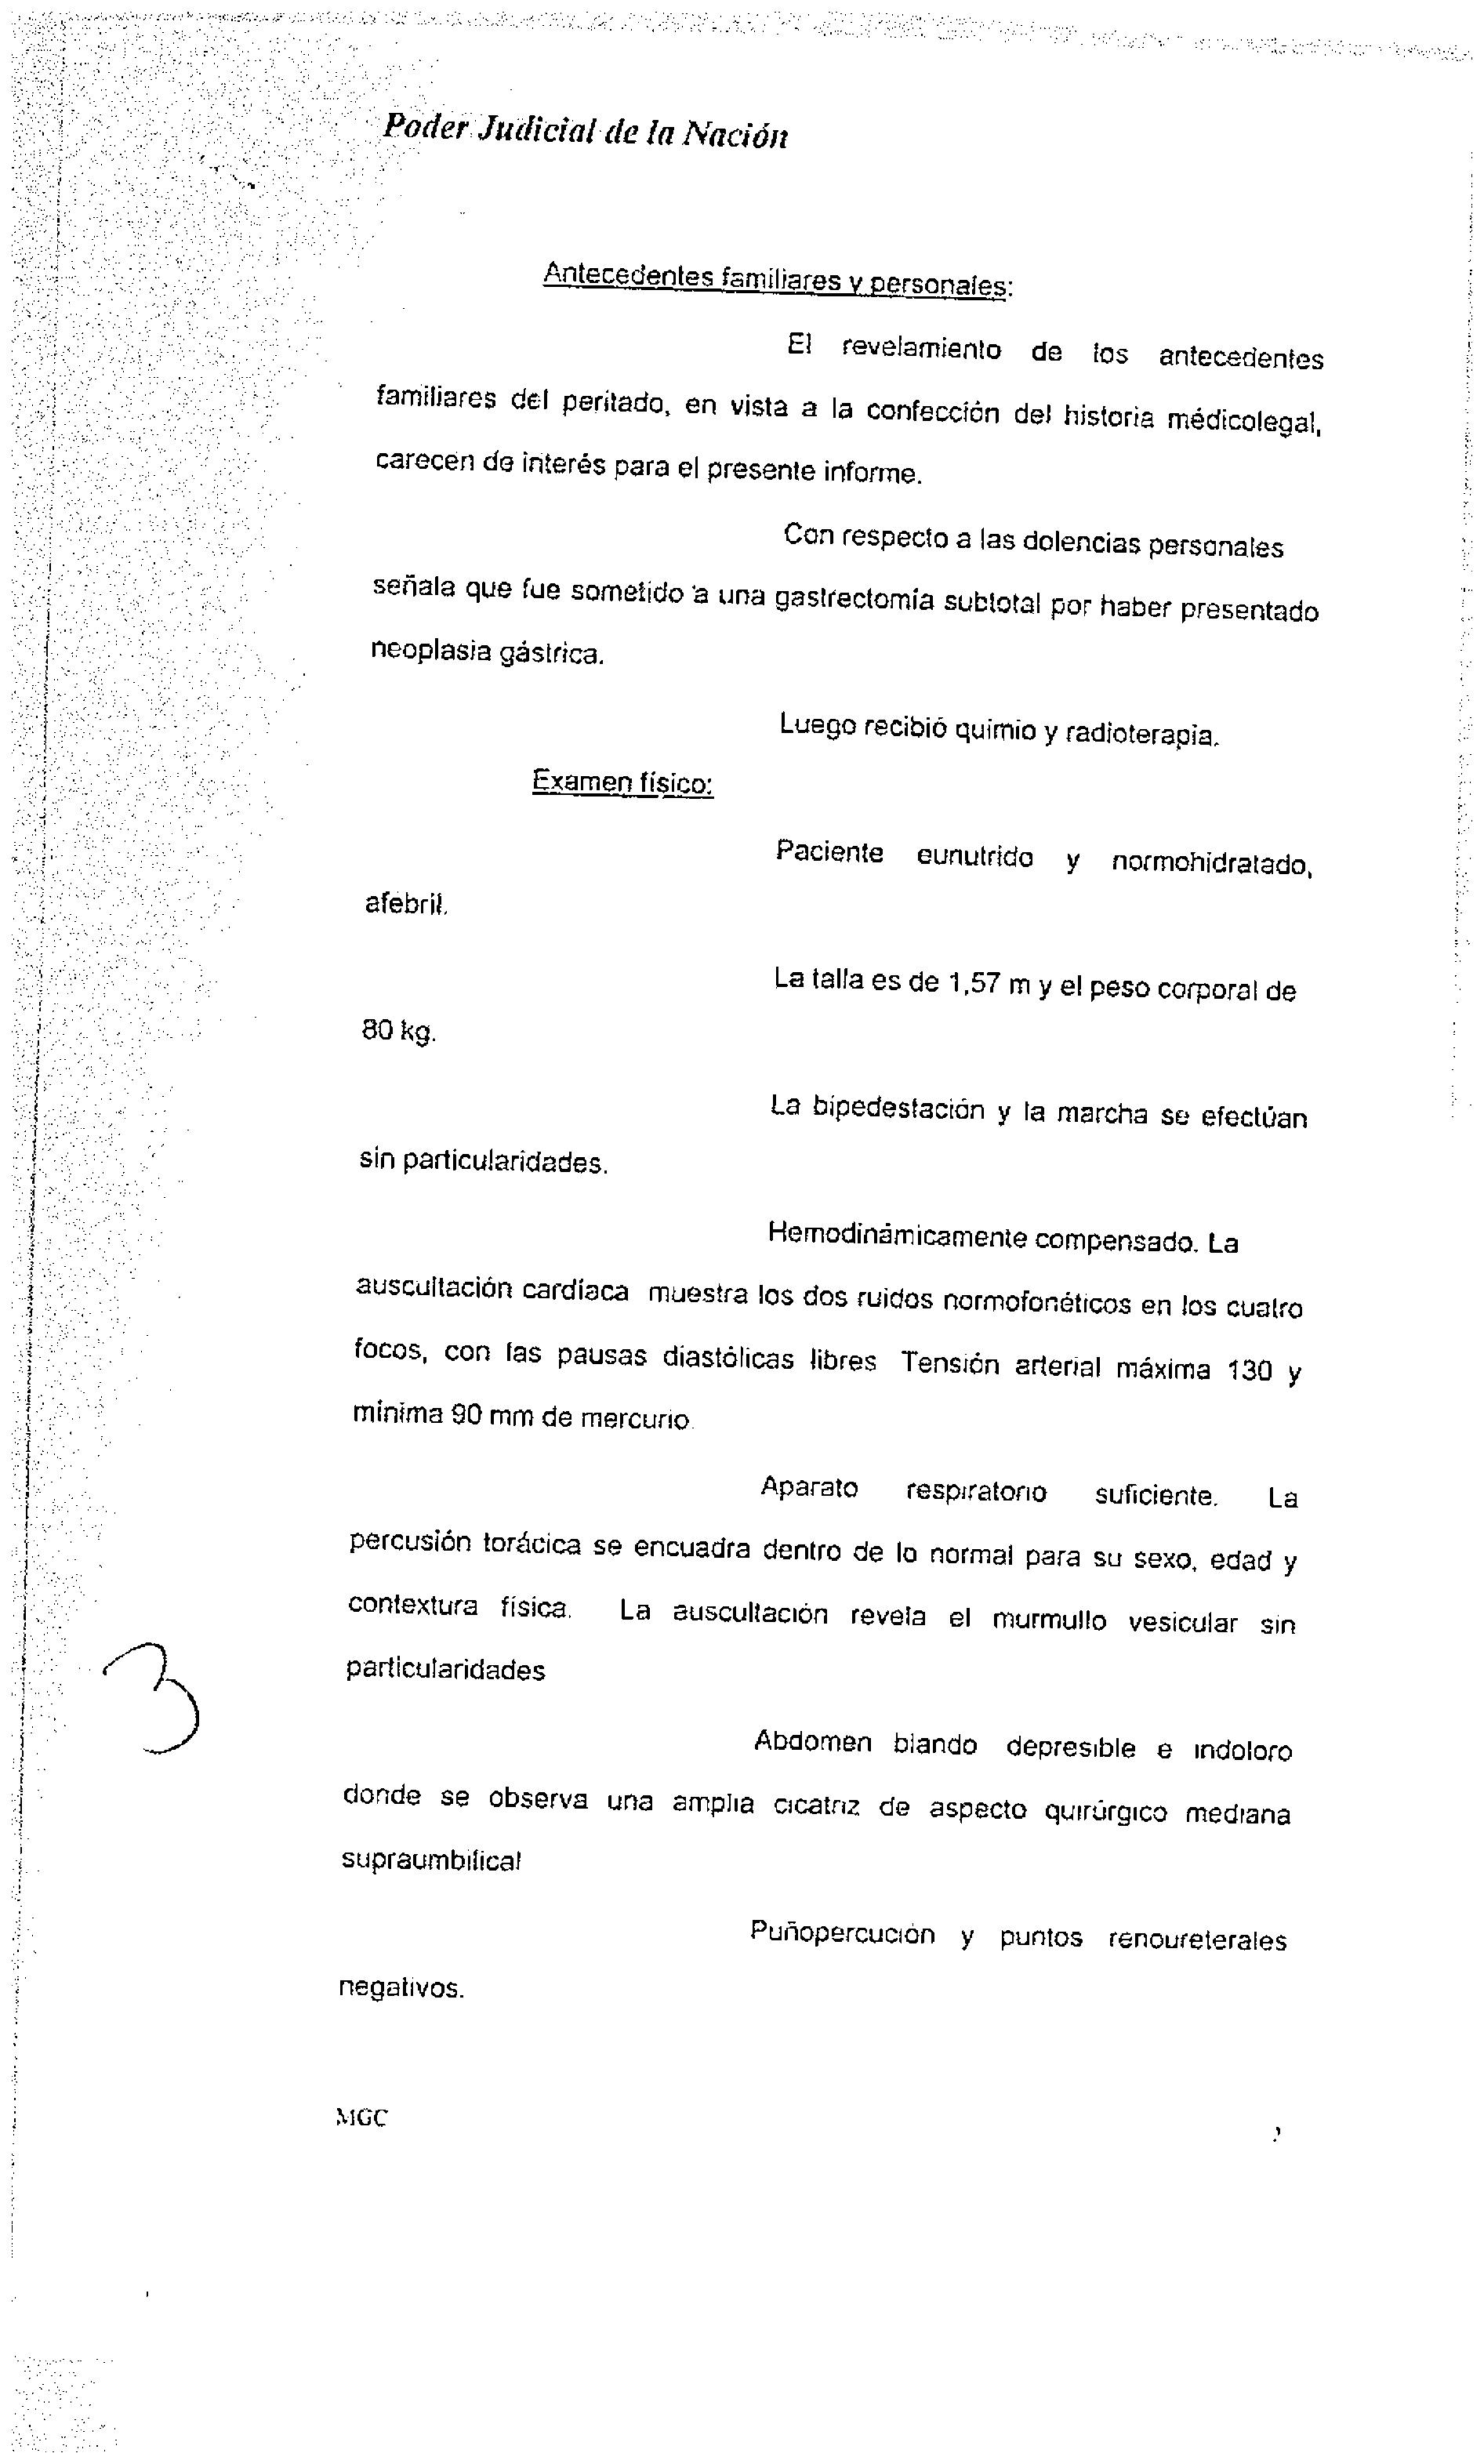 Poder Judicial de la Nación
Antecedentes familiares y personales:
El revelamiento de los antecedentes
familiares del peritado, en vista a la confección del historia médicolegal,
carecen de interés para el presente informe.
Con respecto a las dolencias personales
señala que fue sometido a una gastrectomía subtotal por haber presentado
neoplasia gástrica.
Luego recibió quimio y radioterapia.
Examen físico:
Paciente eunutrido y normohidratado,
afebril.
La talla es de 1,57 m y el peso corporal de
80 kg.
La bipedestación y la marcha se efectúan
sin particularidades.
Hemodinámicamente compensado. La
auscultación cardíaca muestra los dos ruidos normofonéticos en los cuatro
focos, con las pausas diastólicas libres Tensión arterial máxima 130 y
mínima 90 mm de mercurio.
Aparato respiratorio suficiente. La
percusión torácica se encuadra dentro de lo normal para su sexo, edad y
contextura física. La auscultación revela el murmullo vesicular sin
particularidades
3
Abdomen blando depresible e indoloro
donde se observa una amplia cicatriz de aspecto quirúrgico mediana
supraumbilical
Puñopercución y puntos renoureterales
negativos.
MGC